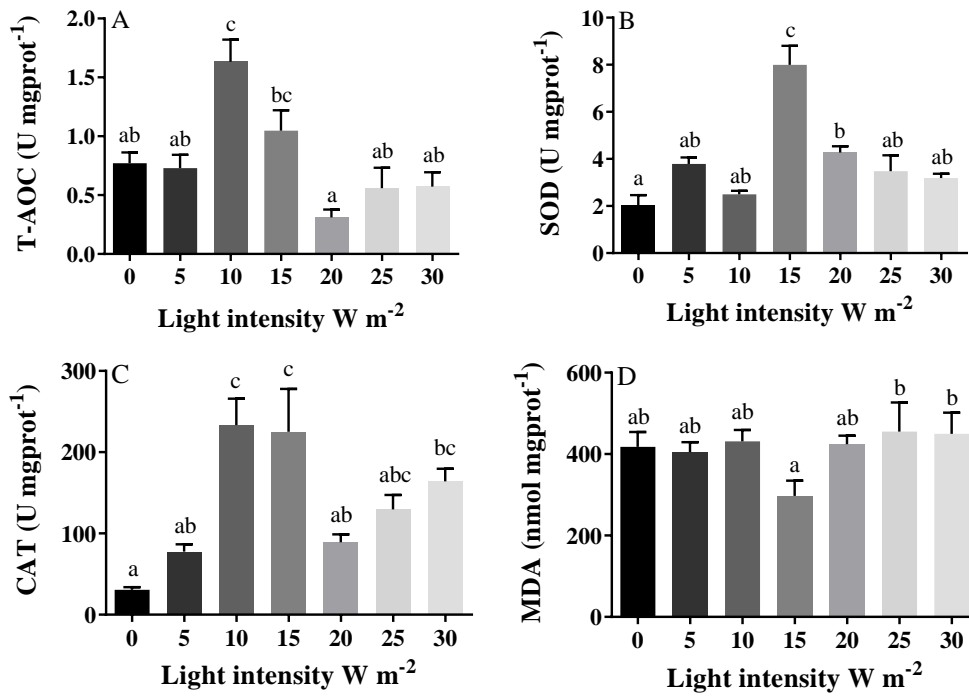 A
T-AOC (U mgprot⁻¹)
2.0
1.5
1.0
0.5
0.0
ab ab c bc a ab ab
0 5 10 15 20 25 30
Light intensity W m⁻²
B
SOD (U mgprot⁻¹)
10
8
6
4
2
0
a ab ab c b ab ab
0 5 10 15 20 25 30
Light intensity W m⁻²
C
CAT (U mgprot⁻¹)
300
200
100
0
a ab c c ab abc bc
0 5 10 15 20 25 30
Light intensity W m⁻²
D
MDA (nmol mgprot⁻¹)
600
400
200
0
ab ab ab a ab b b
0 5 10 15 20 25 30
Light intensity W m⁻²